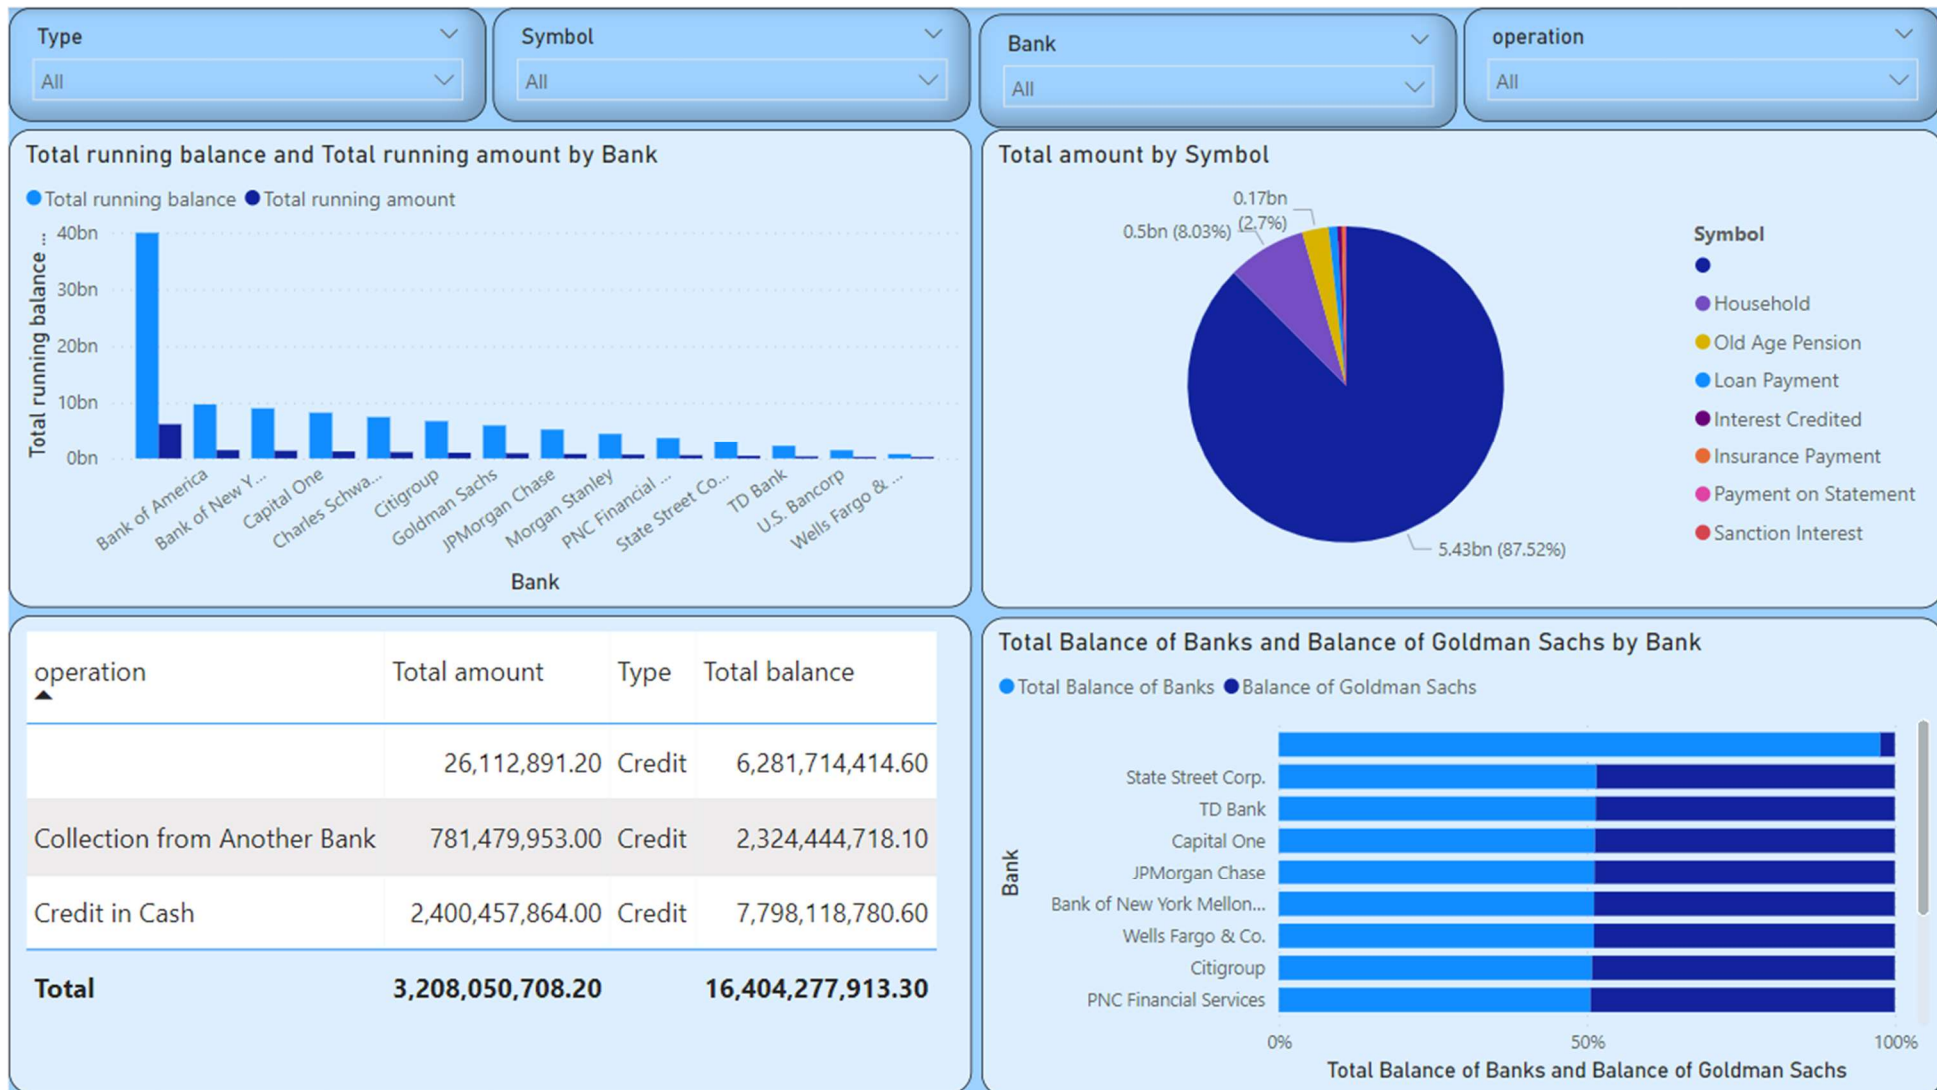 Type
All
Symbol
All
Bank
All
operation
All
Total running balance and Total running amount by Bank
Total running balance Total running amount
Total running balance ...
40bn
30bn
20bn
10bn
0bn
Bank of America
Bank of New Y...
Capital One
Charles Schwa...
Citigroup
Goldman Sachs
JPMorgan Chase
Morgan Stanley
PNC Financial ...
State Street Co...
TD Bank
U.S. Bancorp
Wells Fargo & ...
Bank
Total amount by Symbol
0.17bn
(2.7%)
0.5bn (8.03%)
5.43bn (87.52%)
Symbol
Household
Old Age Pension
Loan Payment
Interest Credited
Insurance Payment
Payment on Statement
Sanction Interest
operation Total amount Type Total balance
26,112,891.20 Credit 6,281,714,414.60
Collection from Another Bank 781,479,953.00 Credit 2,324,444,718.10
Credit in Cash 2,400,457,864.00 Credit 7,798,118,780.60
Total 3,208,050,708.20 16,404,277,913.30
Total Balance of Banks and Balance of Goldman Sachs by Bank
Total Balance of Banks Balance of Goldman Sachs
Bank
State Street Corp.
TD Bank
Capital One
JPMorgan Chase
Bank of New York Mellon...
Wells Fargo & Co.
Citigroup
PNC Financial Services
0% 50% 100%
Total Balance of Banks and Balance of Goldman Sachs